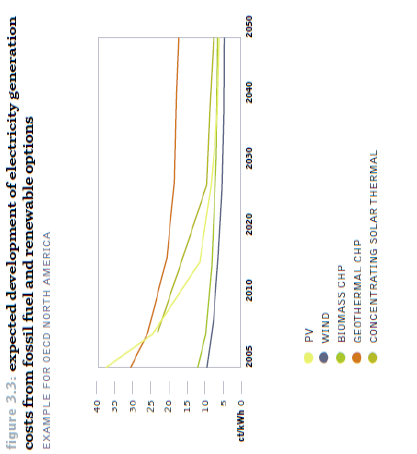 figure 3.3: expected development of electricity generation
costs from fossil fuel and renewable options
EXAMPLE FOR OECD NORTH AMERICA
40
35
30
25
20
15
10
5
ct/kWh 0
2005
2010
2020
2030
2040
2050
PV
WIND
BIOMASS CHP
GEOTHERMAL CHP
CONCENTRATING SOLAR THERMAL